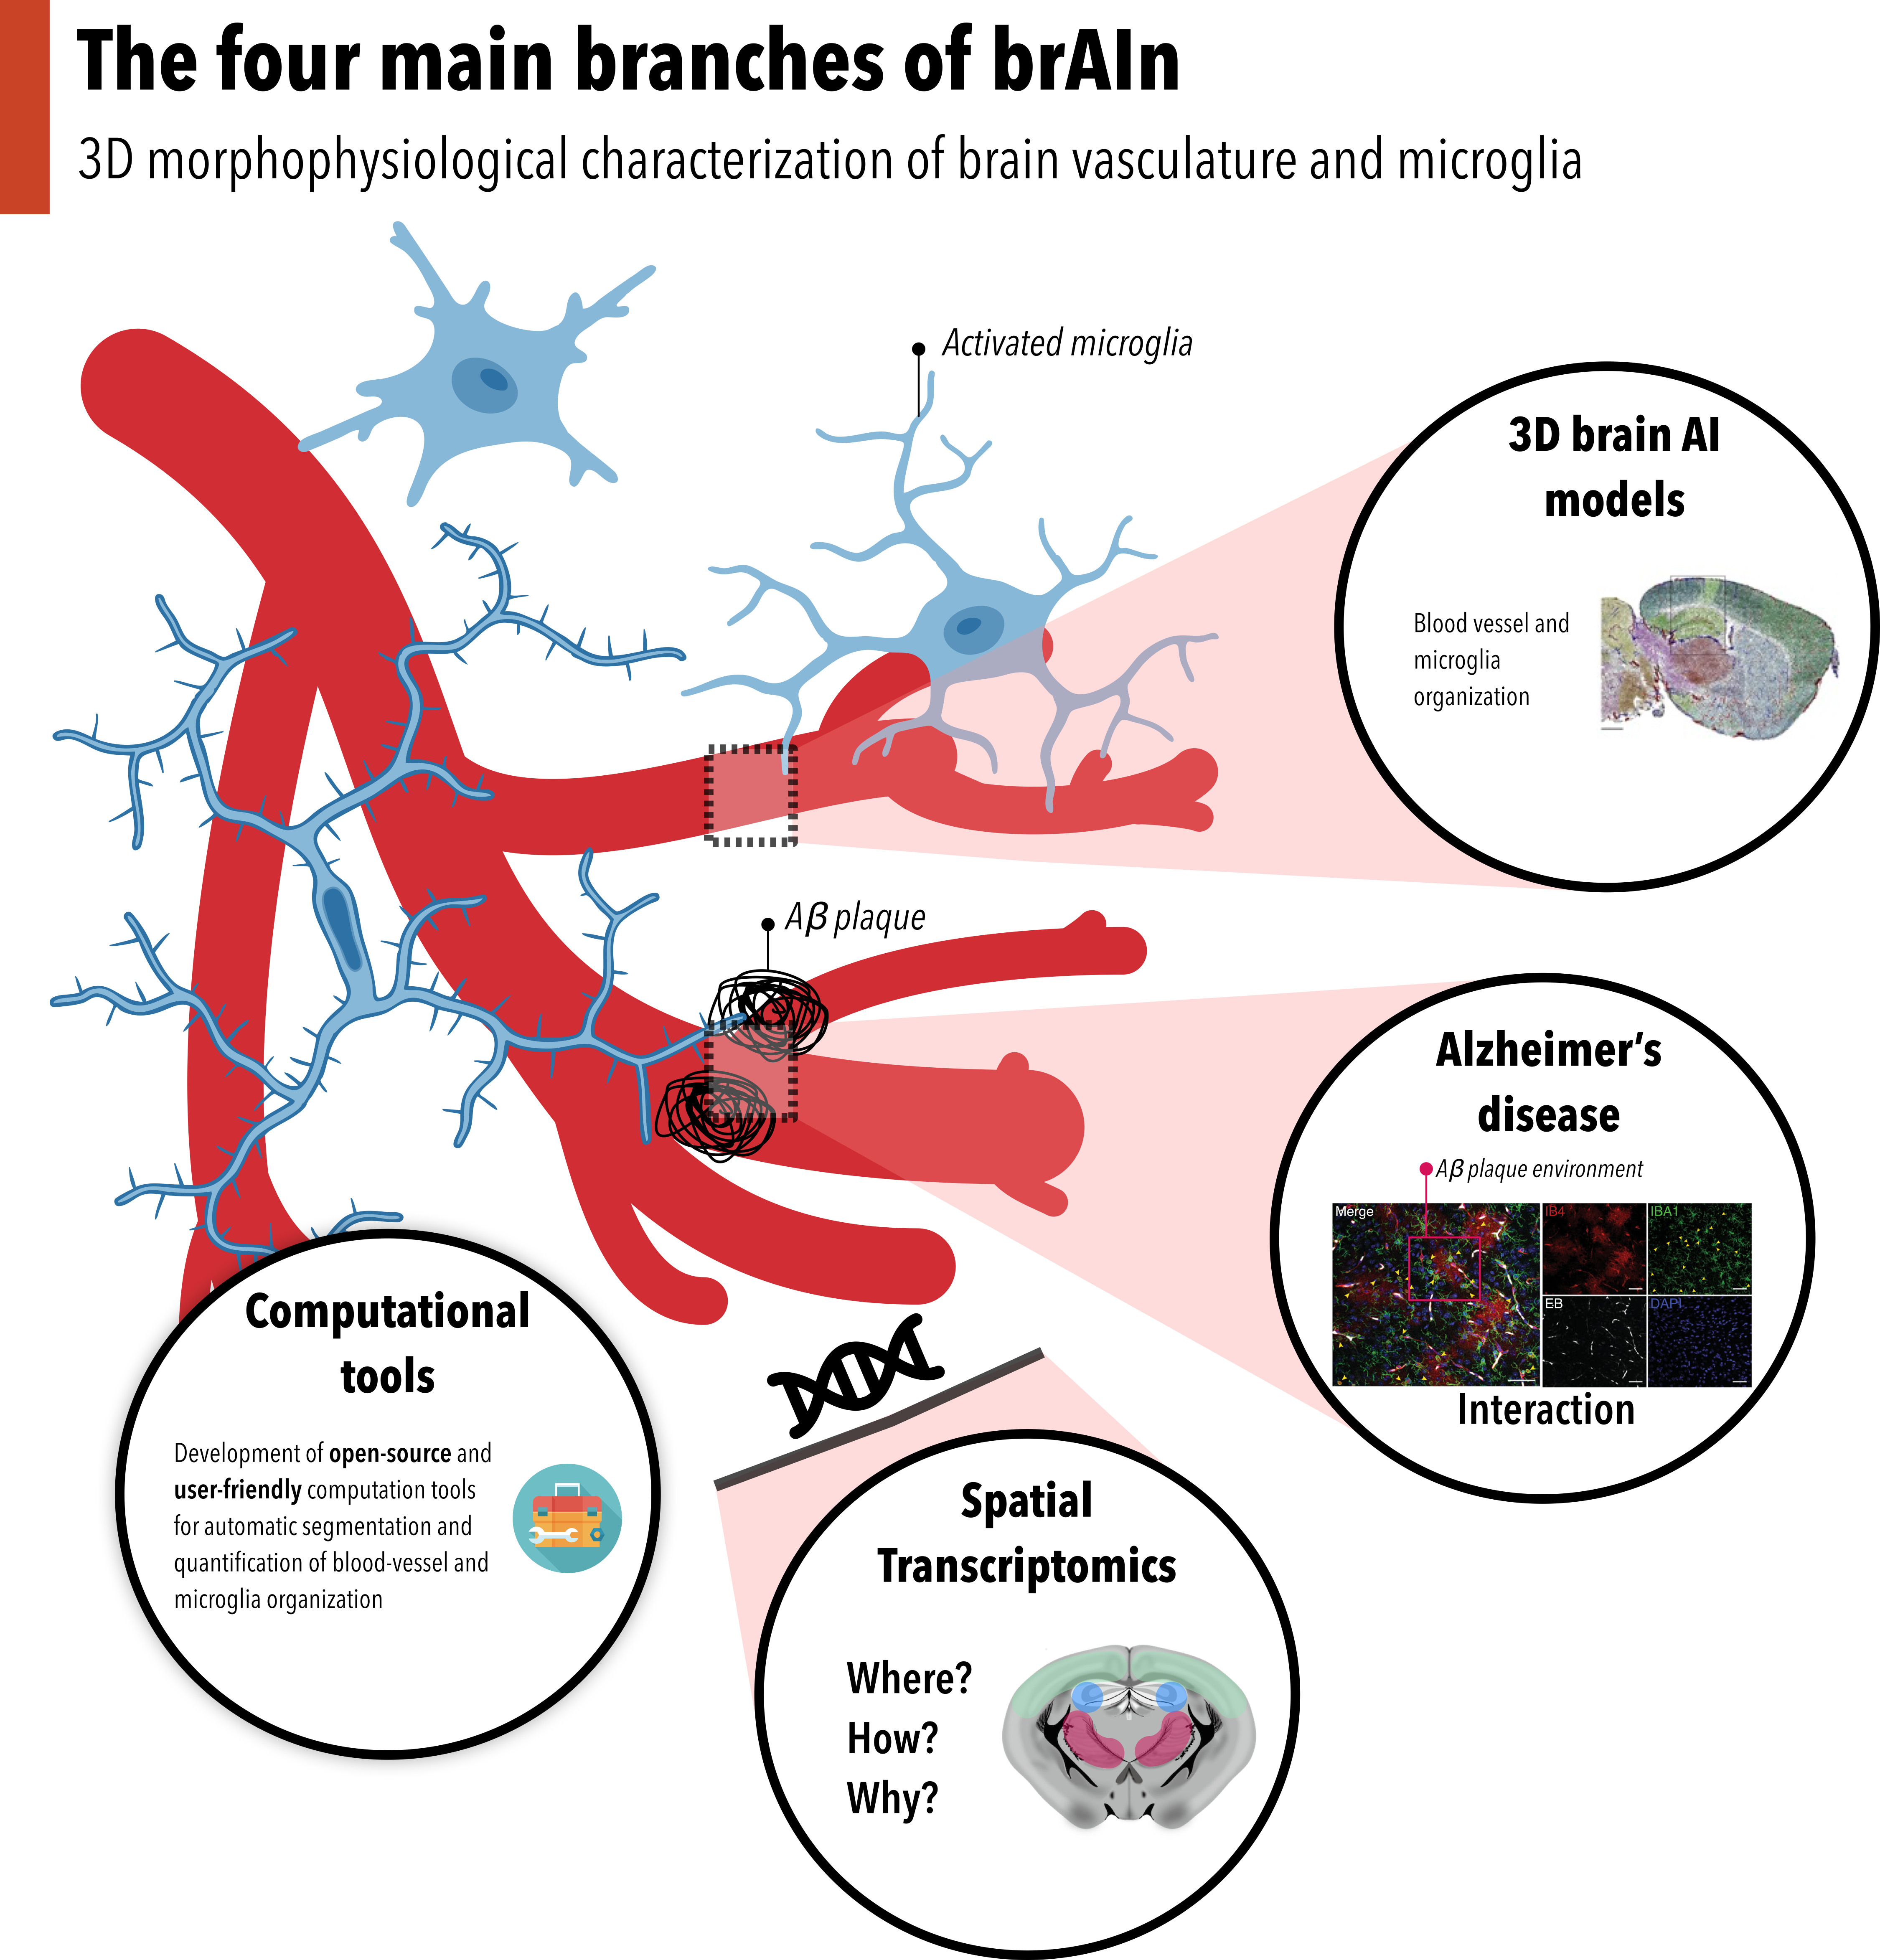 The four main branches of brAIn
3D morphophysiological characterization of brain vasculature and microglia
Activated microglia
3D brain AI
models
Blood vessel and
microglia
organization
Aβ plaque
Alzheimer‘s
disease
Aβ plaque environment
Merge
IB4
IBA1
EB
DAPI
Interaction
Computational
tools
Development of open-source and
user-friendly computation tools
for automatic segmentation and
quantification of blood-vessel and
microglia organization
Spatial
Transcriptomics
Where?
How?
Why?